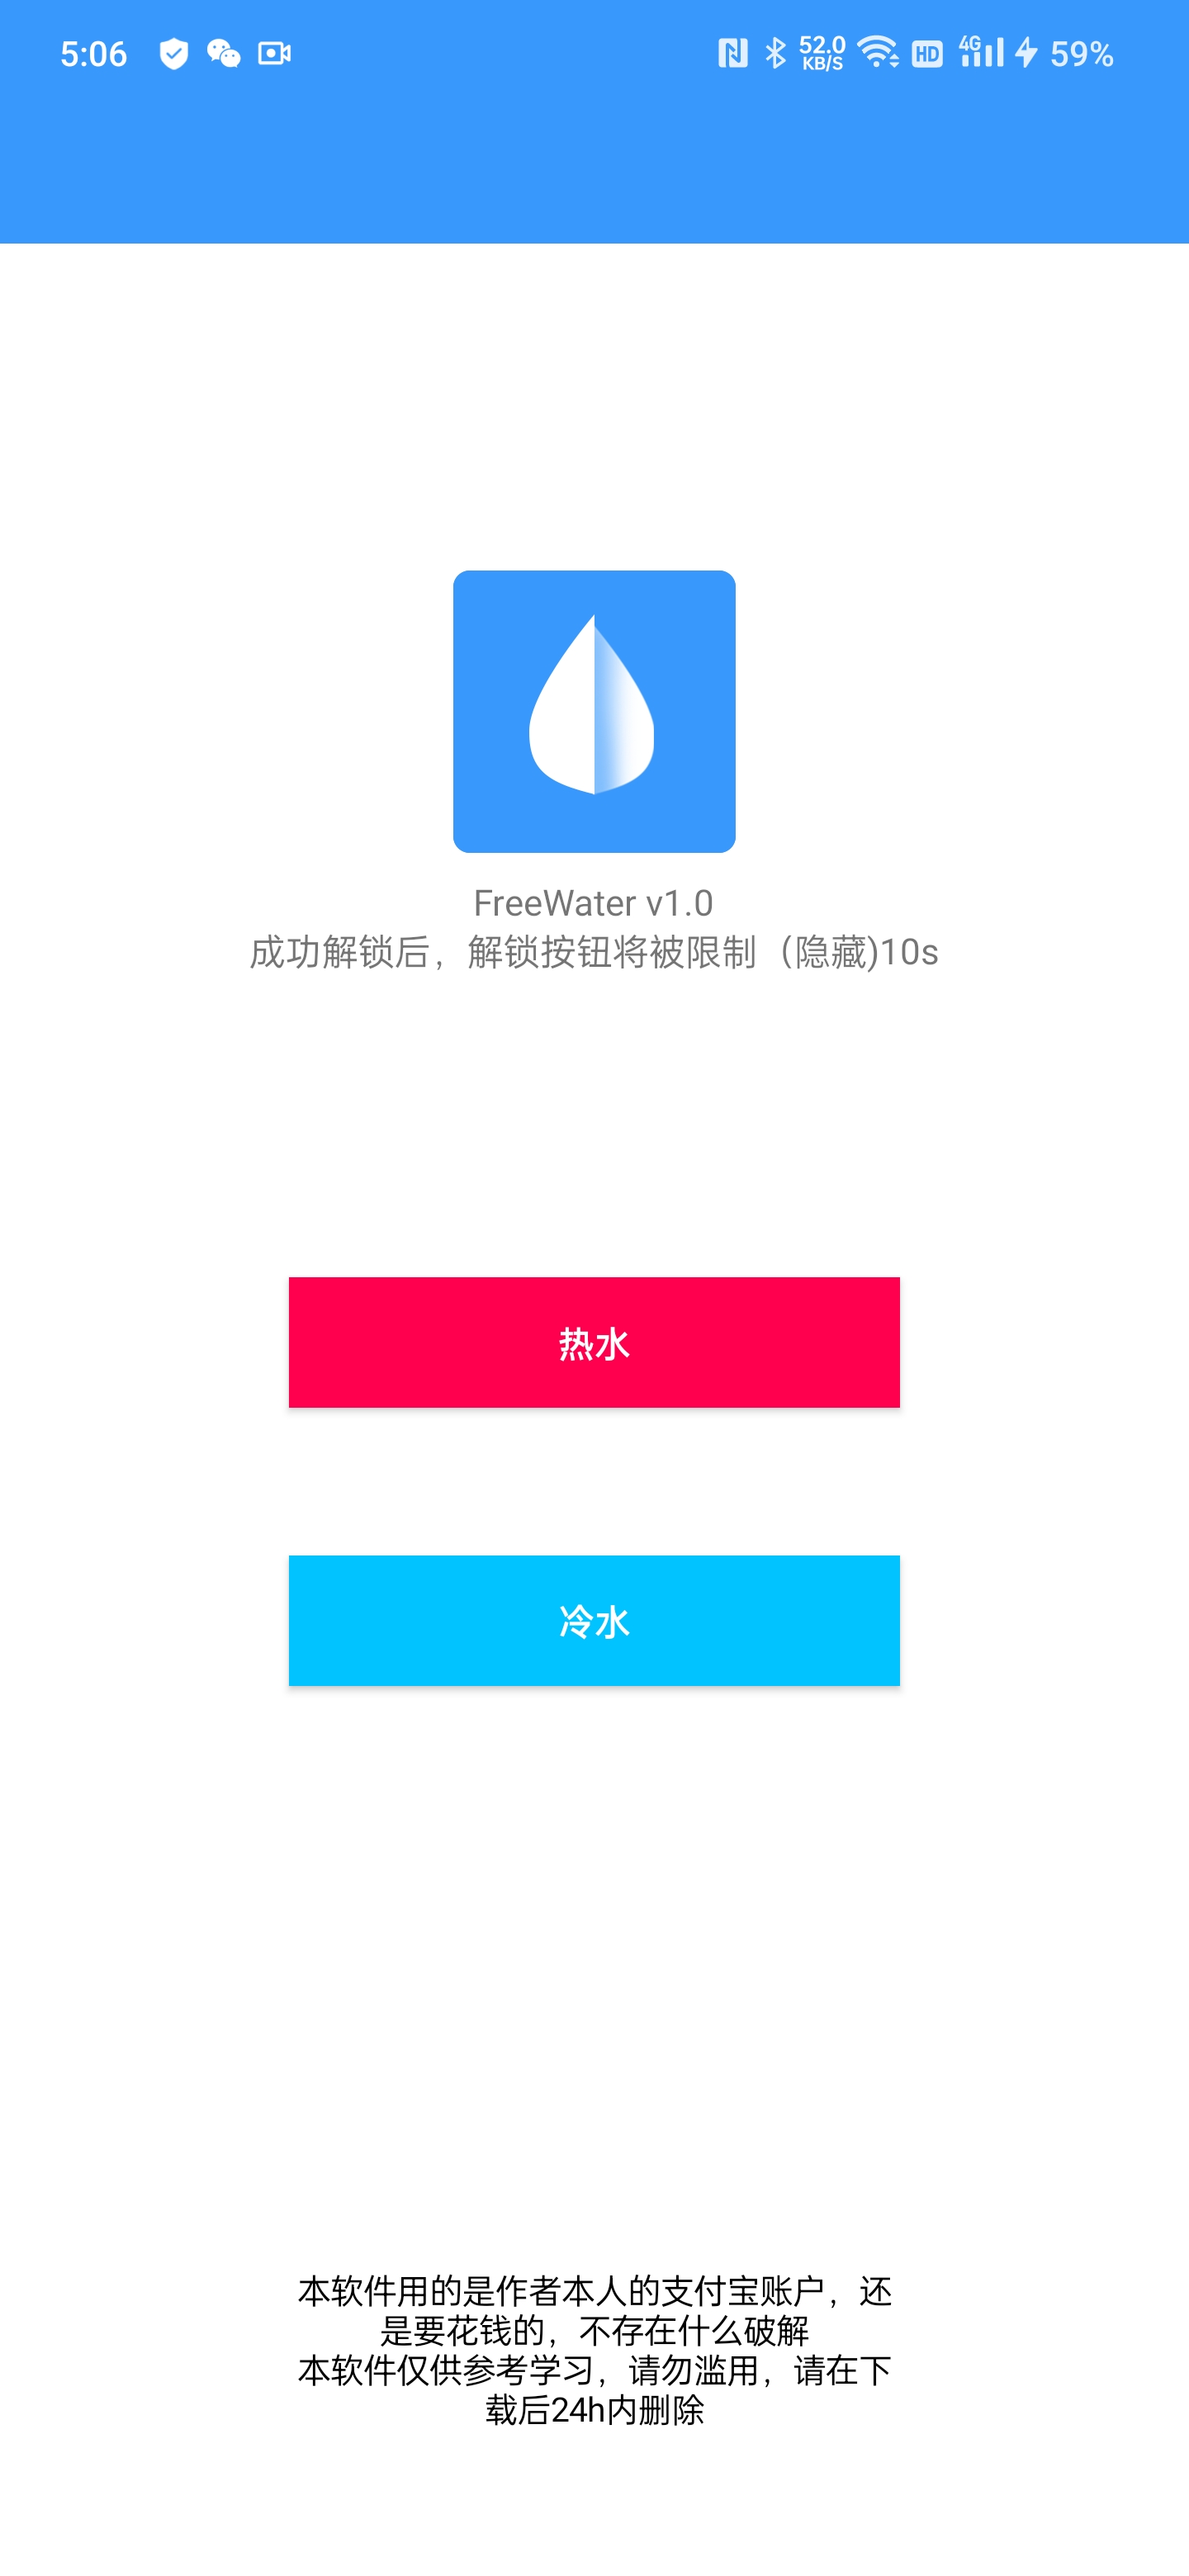 5:06 52.0 KB/S HD 4G 59%
FreeWater v1.0
成功解锁后，解锁按钮将被限制（隐藏)10s
热水
冷水
本软件用的是作者本人的支付宝账户，还
是要花钱的，不存在什么破解
本软件仅供参考学习，请勿滥用，请在下
载后24h内删除